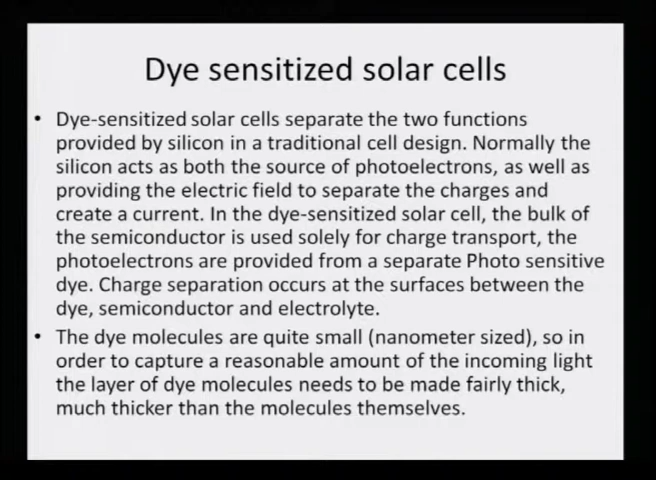 Dye sensitized solar cells
• Dye-sensitized solar cells separate the two functions
provided by silicon in a traditional cell design. Normally the
silicon acts as both the source of photoelectrons, as well as
providing the electric field to separate the charges and
create a current. In the dye-sensitized solar cell, the bulk of
the semiconductor is used solely for charge transport, the
photoelectrons are provided from a separate Photo sensitive
dye. Charge separation occurs at the surfaces between the
dye, semiconductor and electrolyte.
• The dye molecules are quite small (nanometer sized), so in
order to capture a reasonable amount of the incoming light
the layer of dye molecules needs to be made fairly thick,
much thicker than the molecules themselves.